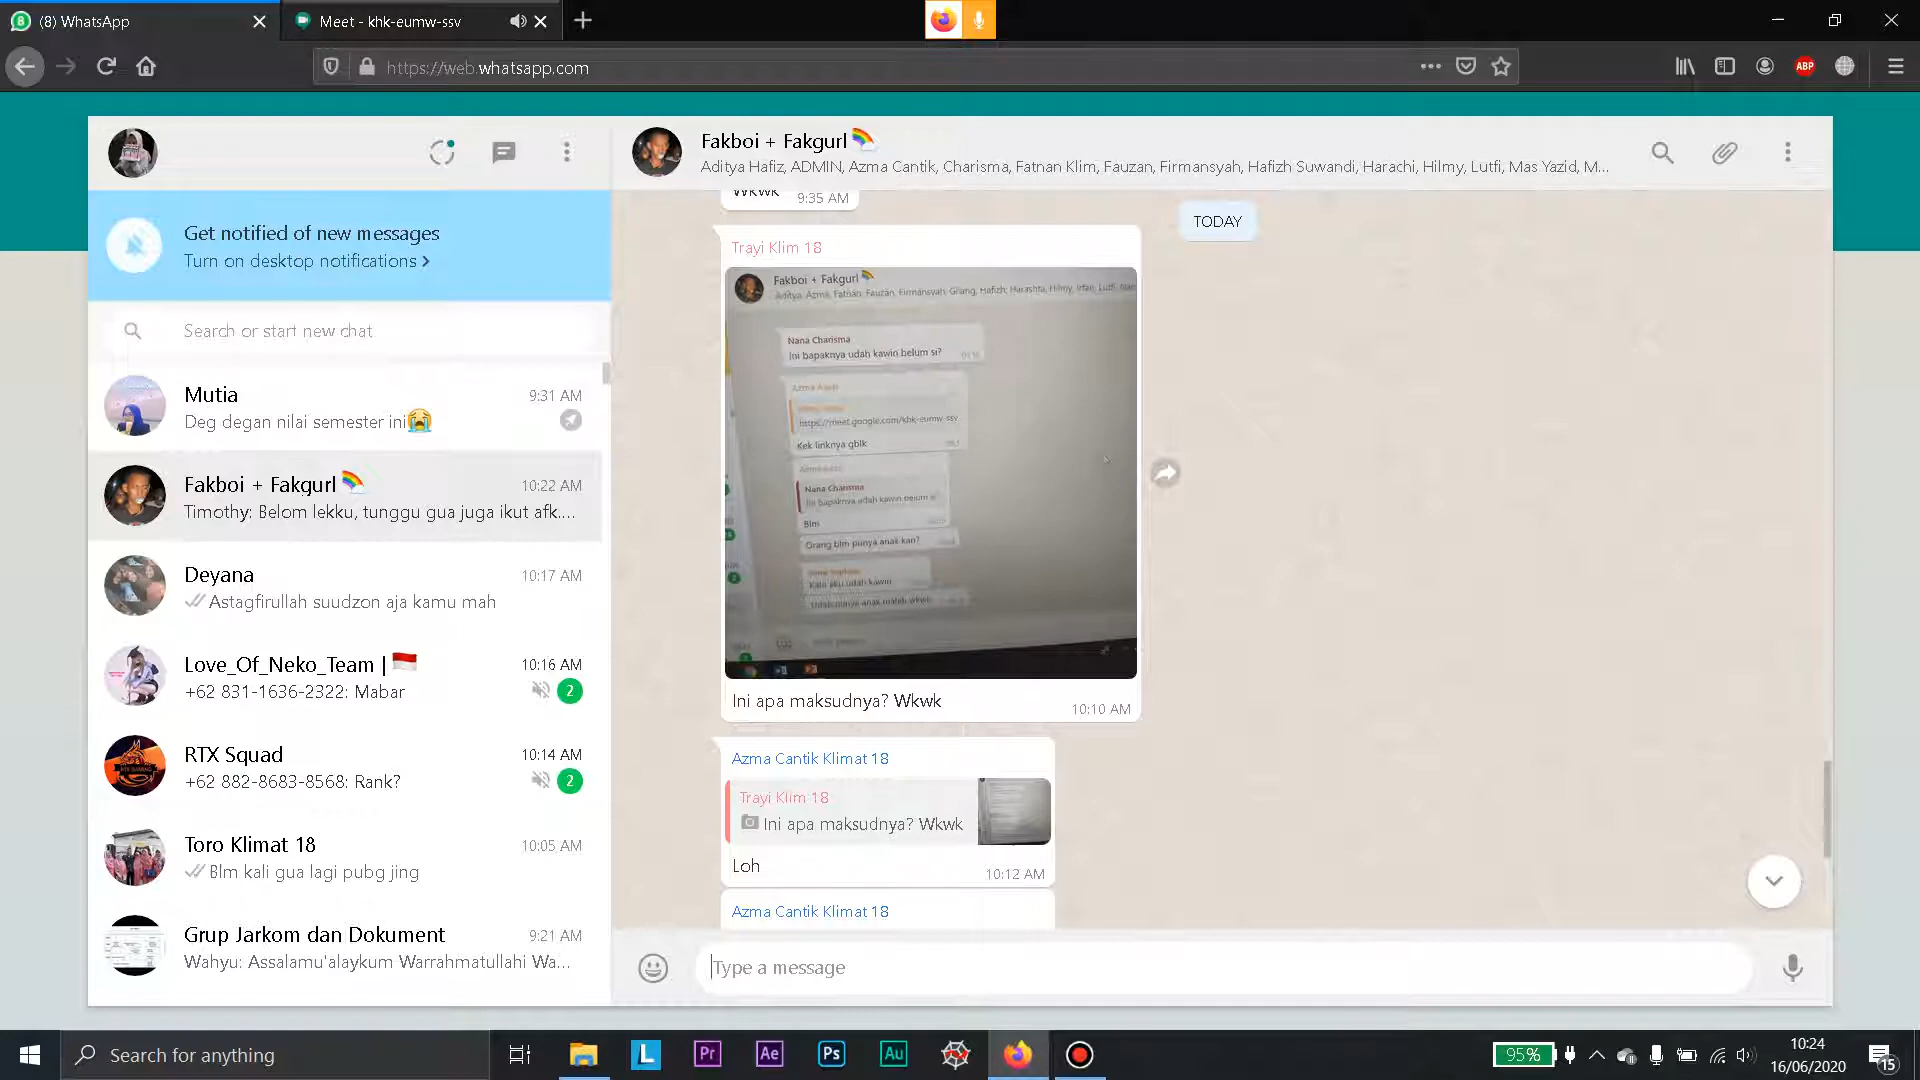 (8) WhatsApp
Meet - khk-eumw-ssv
https://web.whatsapp.com
ABP
Get notified of new messages
Turn on desktop notifications >
Search or start new chat
Mutia
9:31 AM
Deg degan nilai semester ini😭
Fakboi + Fakgurl🌈
10:22 AM
Timothy: Belom lekku, tunggu gua juga ikut afk....
Deyana
10:17 AM
Astagfirullah suudzon aja kamu mah
Love_Of_Neko_Team | 🇮🇩
10:16 AM
+62 831-1636-2322: Mabar
2
RTX Squad
10:14 AM
+62 882-8683-8568: Rank?
2
Toro Klimat 18
10:05 AM
Blm kali gua lagi pubg jing
Grup Jarkom dan Dokument
9:21 AM
Wahyu: Assalamu'alaykum Warrahmatullahi Wa...
Fakboi + Fakgurl🌈
Aditya Hafiz, ADMIN, Azma Cantik, Charisma, Fatnan Klim, Fauzan, Firmansyah, Hafizh Suwandi, Harachi, Hilmy, Lutfi, Mas Yazid, M...
Wkwk
9:35 AM
TODAY
Trayi Klim 18
Fakboi + Fakgurl🌈
Aditya, Azma, Fatnan, Fauzan, Firmansyah, Gilang, Hafizh, Harashta, Hilmy, Irfan, Lutfi,
Nana Charisma
Ini bapaknya udah kawin belum si?
https://meet.google.com/khk-eumw-ssv
Kek linknya gblk
Nana Charisma
Ini bapaknya udah kawin belum si
Blm
Orang blm punya anak kan?
Kata aku udah kawin
Ini apa maksudnya? Wkwk
10:10 AM
Azma Cantik Klimat 18
Trayi Klim 18
Ini apa maksudnya? Wkwk
Loh
10:12 AM
Azma Cantik Klimat 18
Type a message
Search for anything
L
Pr
Ae
Ps
Au
95%
10:24
16/06/2020
15